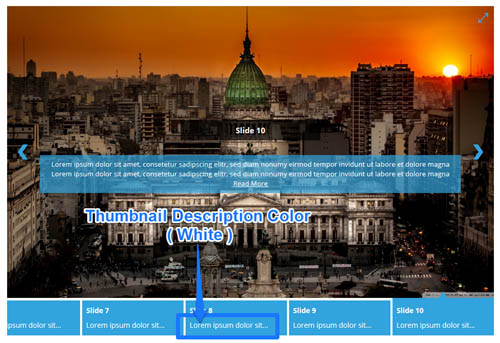 Slide 10
Lorem ipsum dolor sit amet, consetetur sadipscing elitr, sed diam nonumy eirmod tempor invidunt ut labore et dolore magna
Lorem ipsum dolor sit amet, consetetur sadipscing elitr, sed diam nonumy eirmod tempor invidunt ut labore et dolore magna
Read More
Thumbnail Description Color
( White )
Slide 7
Slide 8
Slide 9
Slide 10
psum dolor sit...
Lorem ipsum dolor sit...
Lorem ipsum dolor sit...
Lorem ipsum dolor sit...
Lorem ipsum dolor sit...